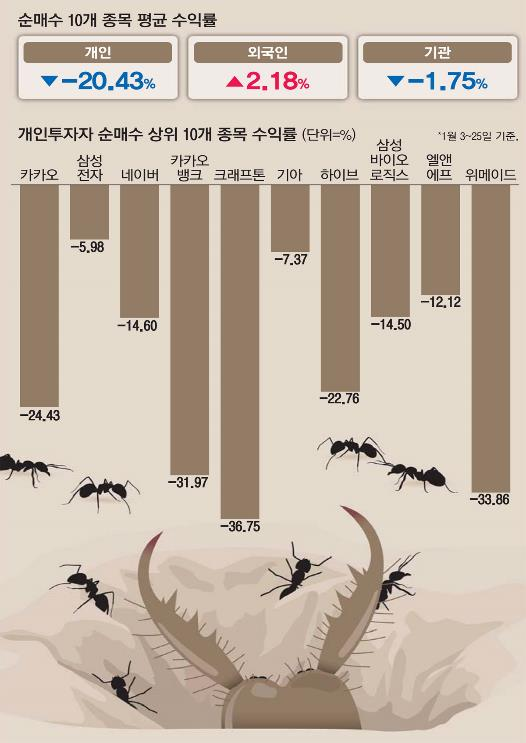 순매수 10개 종목 평균 수익률
개인 외국인 기관
▼-20.43% ▲2.18% ▼-1.75%
개인투자자 순매수 상위 10개 종목 수익률 (단위=%)
*1월 3~25일 기준.
카카오
삼성
전자
네이버
카카오
뱅크
크래프톤
기아
하이브
삼성
바이오
로직스
엘앤
에프
위메이드
-24.43
-5.98
-14.60
-31.97
-36.75
-7.37
-22.76
-14.50
-12.12
-33.86